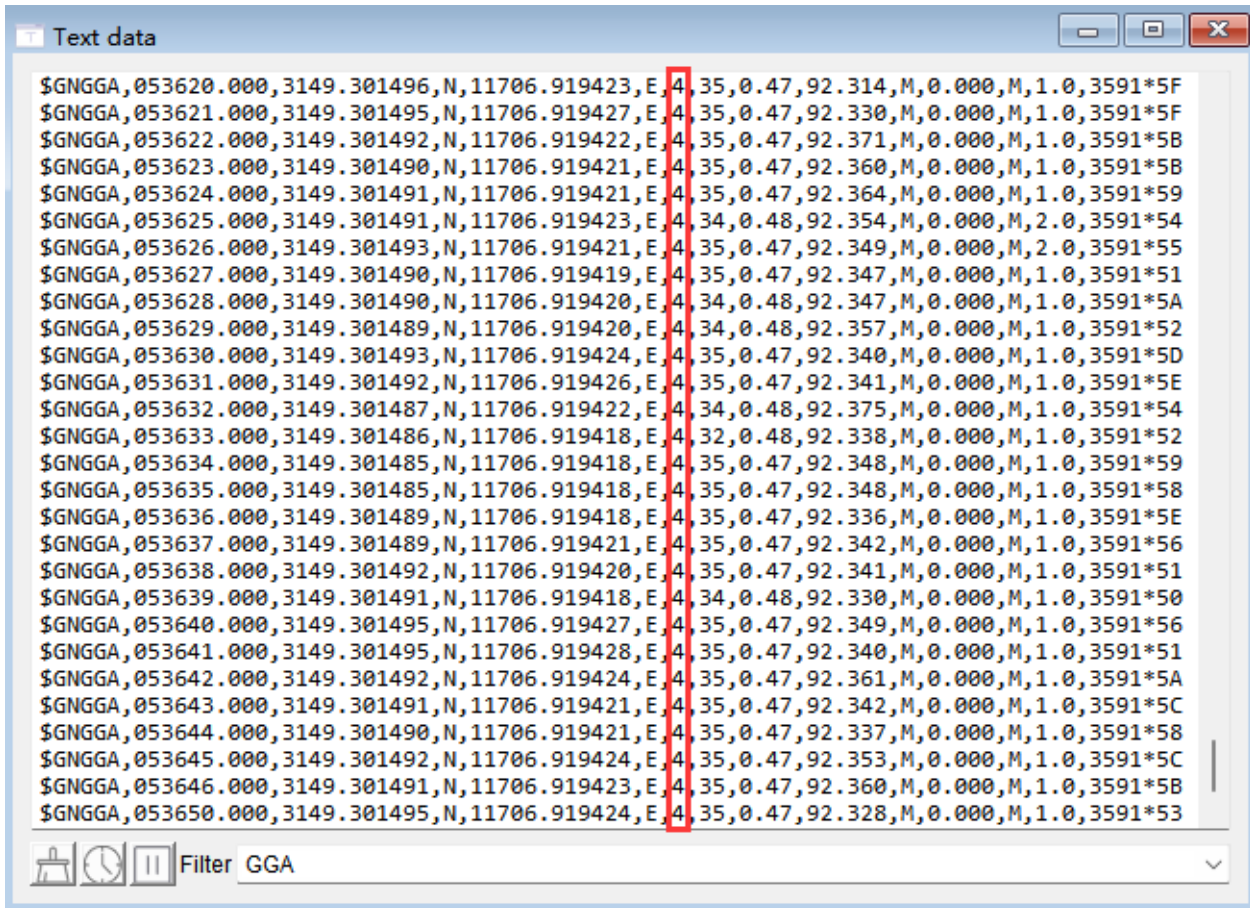 Text data
$GNGGA,053620.000,3149.301496,N,11706.919423,E,4,35,0.47,92.314,M,0.000,M,1.0,3591*5F
$GNGGA,053621.000,3149.301495,N,11706.919427,E,4,35,0.47,92.330,M,0.000,M,1.0,3591*5F
$GNGGA,053622.000,3149.301492,N,11706.919422,E,4,35,0.47,92.371,M,0.000,M,1.0,3591*5B
$GNGGA,053623.000,3149.301490,N,11706.919421,E,4,35,0.47,92.360,M,0.000,M,1.0,3591*5B
$GNGGA,053624.000,3149.301491,N,11706.919421,E,4,35,0.47,92.364,M,0.000,M,1.0,3591*59
$GNGGA,053625.000,3149.301491,N,11706.919423,E,4,34,0.48,92.354,M,0.000,M,2.0,3591*54
$GNGGA,053626.000,3149.301493,N,11706.919421,E,4,35,0.47,92.349,M,0.000,M,2.0,3591*55
$GNGGA,053627.000,3149.301490,N,11706.919419,E,4,35,0.47,92.347,M,0.000,M,1.0,3591*51
$GNGGA,053628.000,3149.301490,N,11706.919420,E,4,34,0.48,92.347,M,0.000,M,1.0,3591*5A
$GNGGA,053629.000,3149.301489,N,11706.919420,E,4,34,0.48,92.357,M,0.000,M,1.0,3591*52
$GNGGA,053630.000,3149.301493,N,11706.919424,E,4,35,0.47,92.340,M,0.000,M,1.0,3591*5D
$GNGGA,053631.000,3149.301492,N,11706.919426,E,4,35,0.47,92.341,M,0.000,M,1.0,3591*5E
$GNGGA,053632.000,3149.301487,N,11706.919422,E,4,34,0.48,92.375,M,0.000,M,1.0,3591*54
$GNGGA,053633.000,3149.301486,N,11706.919418,E,4,32,0.48,92.338,M,0.000,M,1.0,3591*52
$GNGGA,053634.000,3149.301485,N,11706.919418,E,4,35,0.47,92.348,M,0.000,M,1.0,3591*59
$GNGGA,053635.000,3149.301485,N,11706.919418,E,4,35,0.47,92.348,M,0.000,M,1.0,3591*58
$GNGGA,053636.000,3149.301489,N,11706.919418,E,4,35,0.47,92.336,M,0.000,M,1.0,3591*5E
$GNGGA,053637.000,3149.301489,N,11706.919421,E,4,35,0.47,92.342,M,0.000,M,1.0,3591*56
$GNGGA,053638.000,3149.301492,N,11706.919420,E,4,35,0.47,92.341,M,0.000,M,1.0,3591*51
$GNGGA,053639.000,3149.301491,N,11706.919418,E,4,34,0.48,92.330,M,0.000,M,1.0,3591*50
$GNGGA,053640.000,3149.301495,N,11706.919427,E,4,35,0.47,92.349,M,0.000,M,1.0,3591*56
$GNGGA,053641.000,3149.301495,N,11706.919428,E,4,35,0.47,92.340,M,0.000,M,1.0,3591*51
$GNGGA,053642.000,3149.301492,N,11706.919424,E,4,35,0.47,92.361,M,0.000,M,1.0,3591*5A
$GNGGA,053643.000,3149.301491,N,11706.919421,E,4,35,0.47,92.342,M,0.000,M,1.0,3591*5C
$GNGGA,053644.000,3149.301490,N,11706.919421,E,4,35,0.47,92.337,M,0.000,M,1.0,3591*58
$GNGGA,053645.000,3149.301492,N,11706.919424,E,4,35,0.47,92.353,M,0.000,M,1.0,3591*5C
$GNGGA,053646.000,3149.301491,N,11706.919423,E,4,35,0.47,92.360,M,0.000,M,1.0,3591*5B
$GNGGA,053650.000,3149.301495,N,11706.919424,E,4,35,0.47,92.328,M,0.000,M,1.0,3591*53
Filter GGA